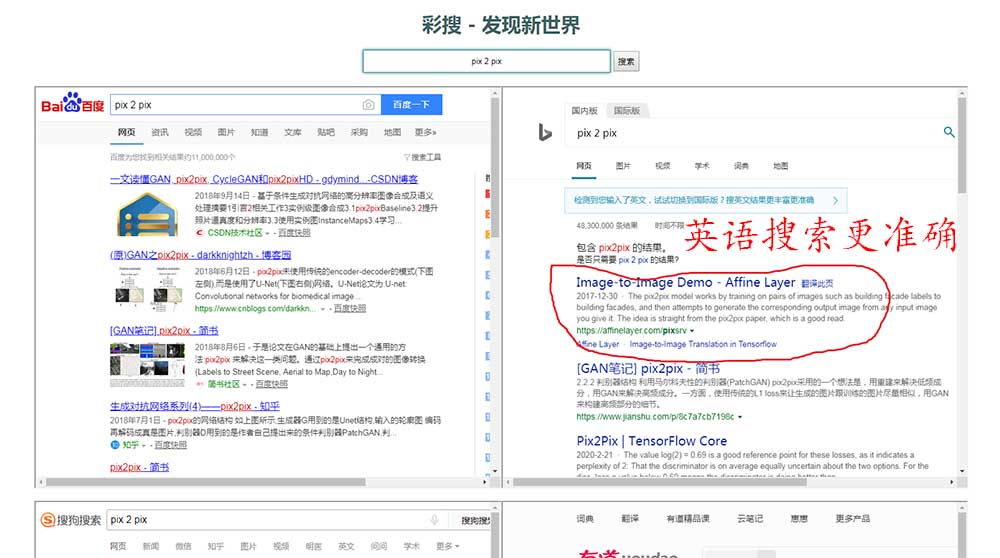 彩搜 - 发现新世界
pix 2 pix 搜索
Bai du 百度 pix 2 pix 百度一下
网页 资讯 视频 图片 知道 文库 贴吧 采购 地图 更多»
百度为您找到相关结果约11,000,000个 搜索工具
一文读懂GAN, pix2pix, CycleGAN和pix2pixHD - gdymind...-CSDN博客
2018年9月14日 - 基于条件生成对抗网络的高分辨率图像合成及语义
处理摘要1引言2相关工作3实例级图像合成3.1pix2pixBaseline3.2提升
照片逼真度和分辨率3.3使用实例图InstanceMaps3.4学习...
CSDN技术社区 - 百度快照
(原)GAN之pix2pix - darkknightzh - 博客园
2018年6月12日 - pix2pix未使用传统的encoder-decoder的模式(下图
左侧),而是使用了U-Net(下图右侧)网络。U-Net论文为:U-net:
Convolutional networks for biomedical image ...
https://www.cnblogs.com/darkkn... - 百度快照
[GAN笔记] pix2pix - 简书
2018年8月6日 - 于是论文在GAN的基础上提出一个通用的方
法:pix2pix 来解决这一类问题。通过pix2pix来完成成对的图像转换
(Labels to Street Scene, Aerial to Map,Day to Night...
简书社区 - 百度快照
生成对抗网络系列(4)——pix2pix - 知乎
2018年7月1日 - pix2pix的网络结构 如上图所示,生成器G用到的是Unet结构,输入的轮廓图 编码
再解码成真是图片,判别器D用到的是作者自己提出来的条件判别器PatchGAN,判...
知乎 - 百度快照
pix2pix - 简书
国内版 国际版
pix 2 pix
网页 图片 视频 学术 词典 地图
检测到您输入了英文，试试切换到国际版？搜英文结果更丰富更准确
48,300,000 条结果 时间不限
英语搜索更准确
包含 pix2pix 的结果。
是否只需要 pix 2 pix 的结果?
Image-to-Image Demo - Affine Layer 翻译此页
2017-12-30 · The pix2pix model works by training on pairs of images such as building facade labels to
building facades, and then attempts to generate the corresponding output image from any input image
you give it. The idea is straight from the pix2pix paper, which is a good read.
https://affinelayer.com/pixsrv
Affine Layer · Image-to-Image Translation in Tensorflow
[GAN笔记] pix2pix - 简书
2.2.2 判别器结构 利用马尔科夫性的判别器(PatchGAN) pix2pix采用的一个想法是，用重建来解决低频成
分，用GAN来解决高频成分。一方面，使用传统的L1 loss来让生成的图片跟训练的图片尽量相似，用GAN
来构建高频部分的细节。
https://www.jianshu.com/p/8c7a7cb7198c
Pix2Pix | TensorFlow Core
2020-2-21 · The value log(2) = 0.69 is a good reference point for these losses, as it indicates a
perplexity of 2: That the discriminator is on average equally uncertain about the two options. For the
disc_loss a value below 0.69 means the discriminator is doing better than
搜狗搜索 pix 2 pix 搜狗搜
网页 新闻 微信 知乎 图片 视频 明医 英文 问问 学术 更多
词典 翻译 有道精品课 云笔记 惠惠 更多产品
有道 youdao